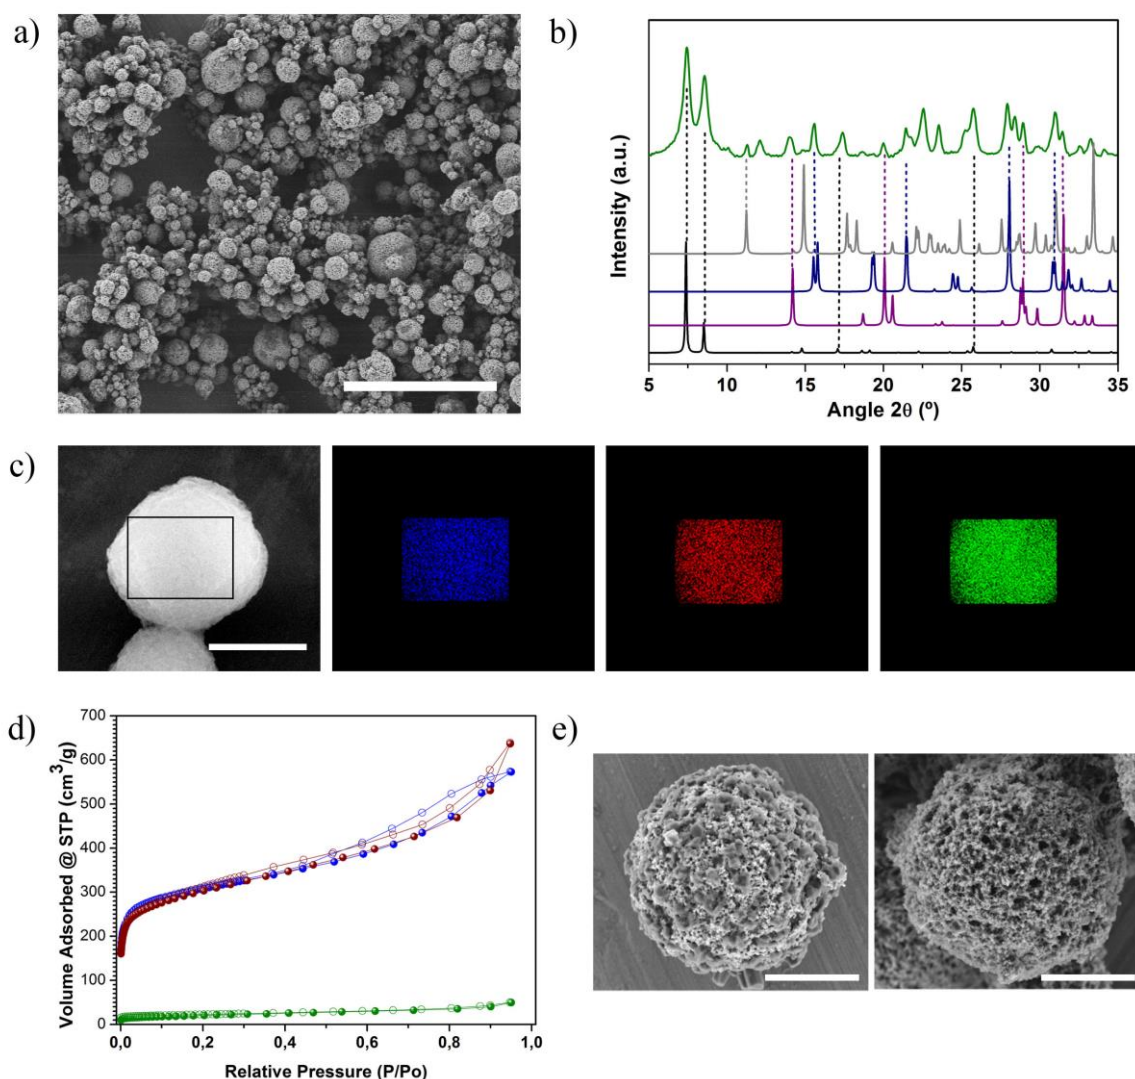 a)
b)
Intensity (a.u.)
5 10 15 20 25 30 35
Angle 2θ (º)
c)
d)
Volume Adsorbed @ STP (cm³/g)
700
600
500
400
300
200
100
0
0,0 0,2 0,4 0,6 0,8 1,0
Relative Pressure (P/Po)
e)